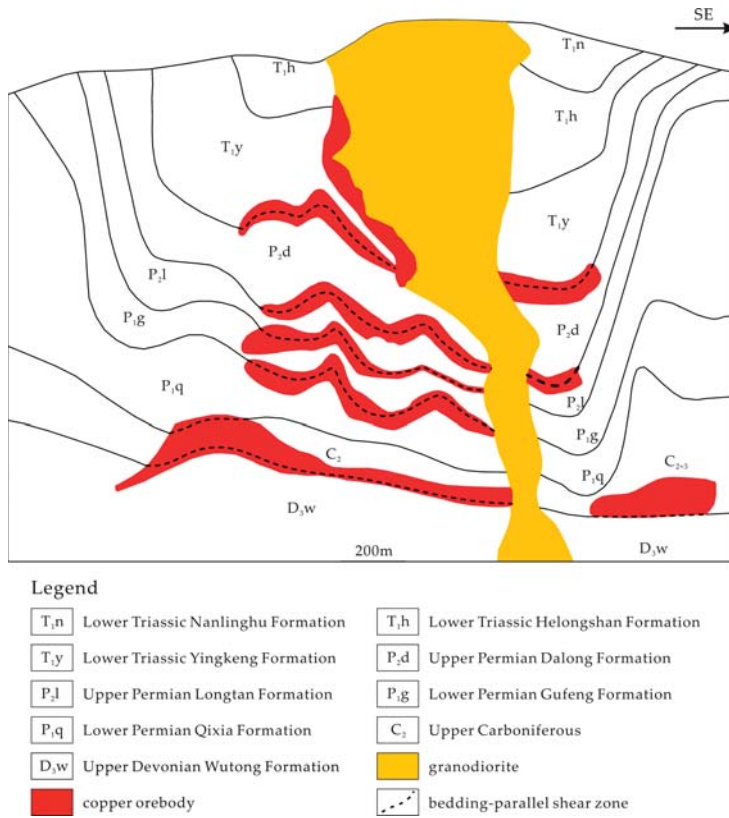 SE
T₁n
T₁h
T₁h
T₁y
T₁y
P₂d
P₂l
P₂d
P₁g
P₁q
P₂l
P₁g
C₂
C₂₊₃
P₁q
D₃w
D₃w
200m
Legend
T₁n Lower Triassic Nanlinghu Formation
T₁h Lower Triassic Helongshan Formation
T₁y Lower Triassic Yingkeng Formation
P₂d Upper Permian Dalong Formation
P₂l Upper Permian Longtan Formation
P₁g Lower Permian Gufeng Formation
P₁q Lower Permian Qixia Formation
C₂ Upper Carboniferous
D₃w Upper Devonian Wutong Formation
granodiorite
copper orebody
bedding-parallel shear zone